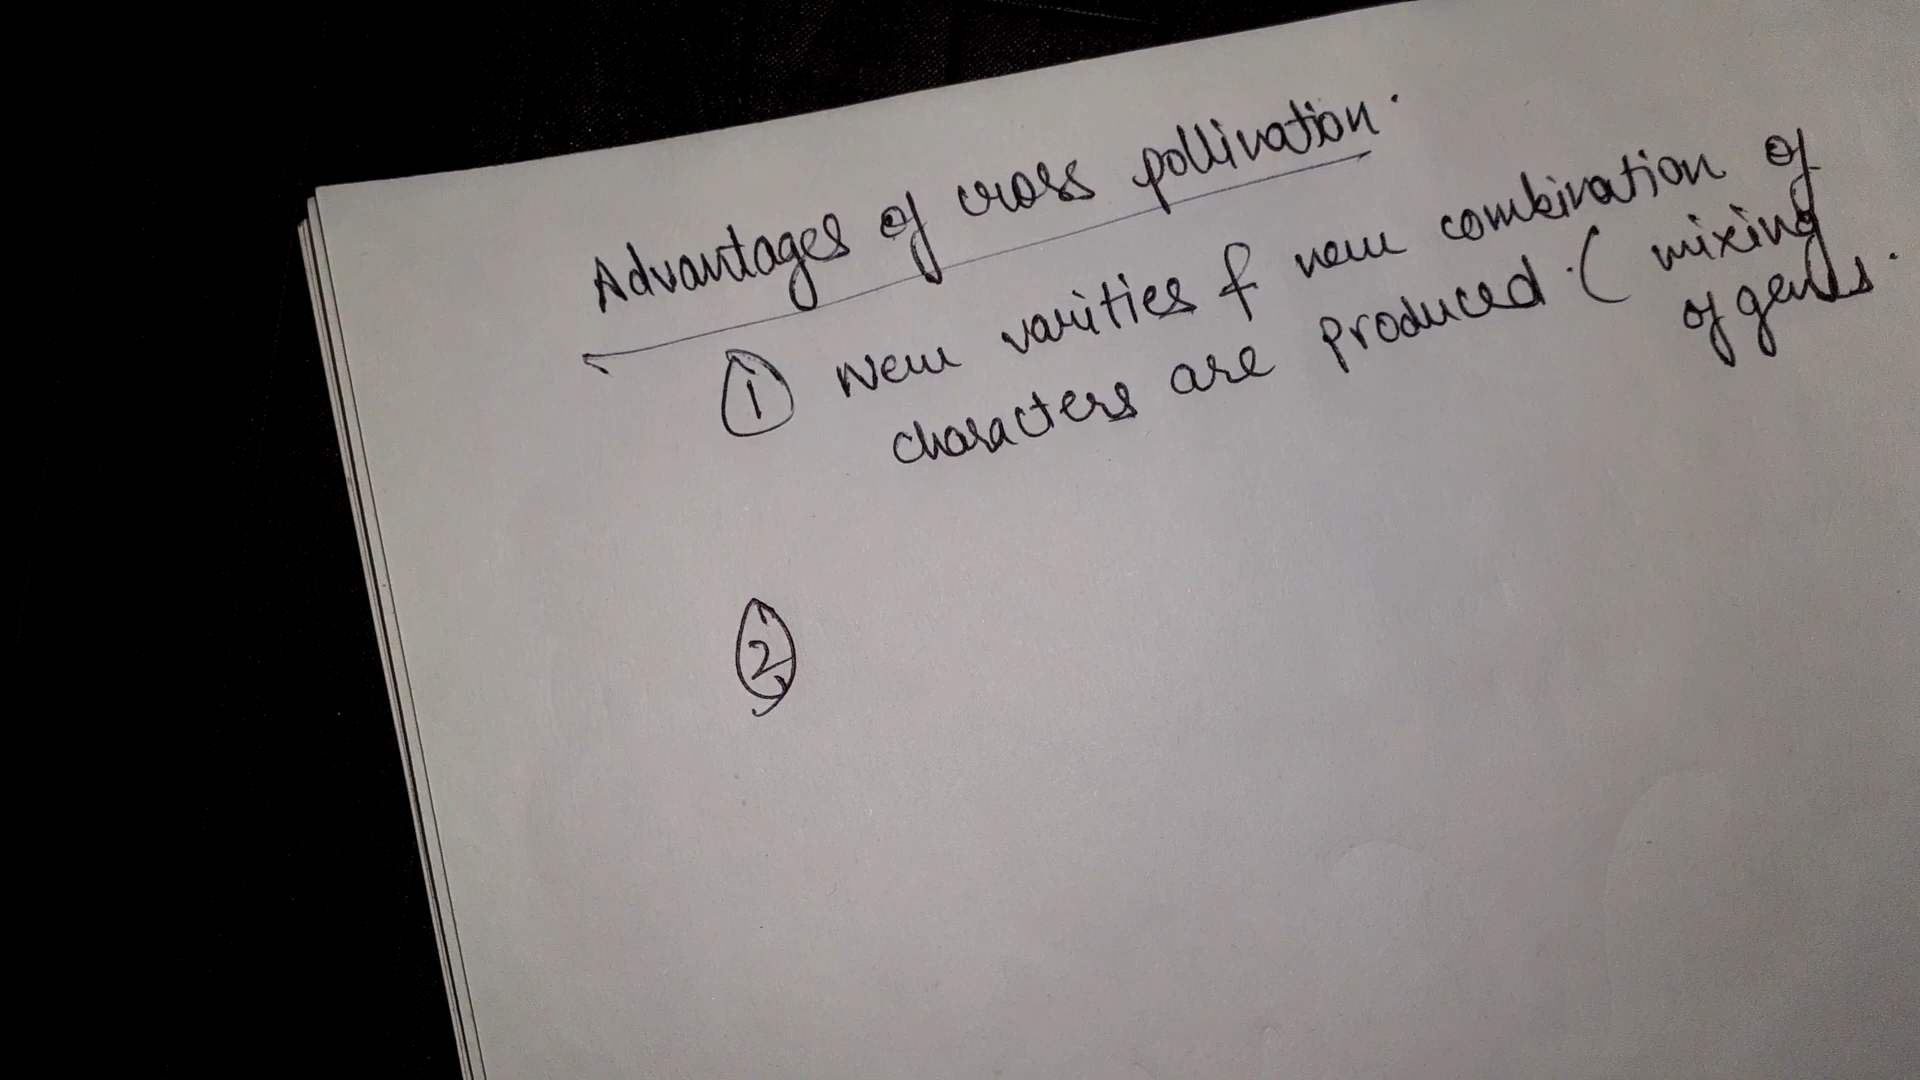 Advantages of cross pollination.
① New varities & new combination of
characters are produced. ( mixing
of genes.
②